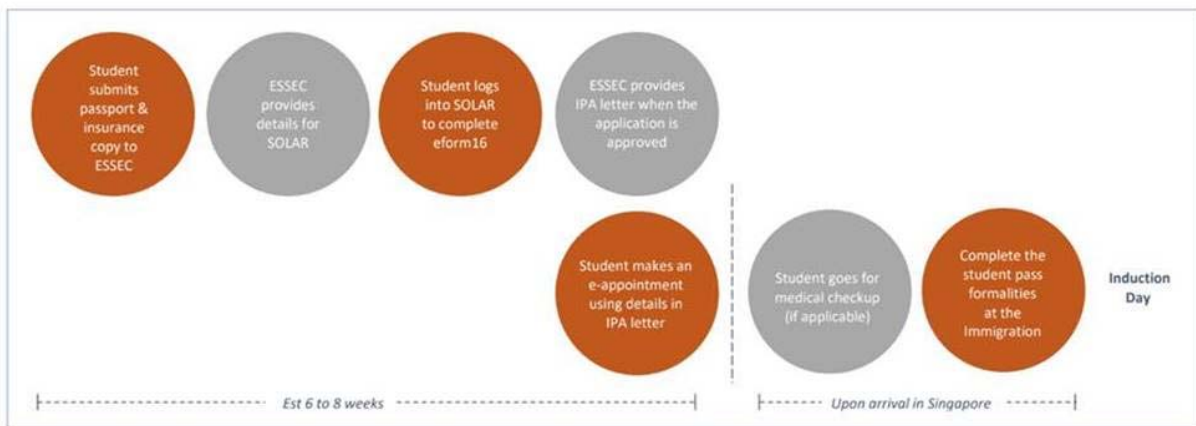 Student
submits
passport &
insurance
copy to
ESSEC
ESSEC
provides
details for
SOLAR
Student logs
into SOLAR
to complete
eform16
ESSEC provides
IPA letter when the
application is
approved
Student makes an
e-appointment
using details in
IPA letter
Student goes for
medical checkup
(if applicable)
Complete the
student pass
formalities
at the
Immigration
Induction
Day
Est 6 to 8 weeks
Upon arrival in Singapore